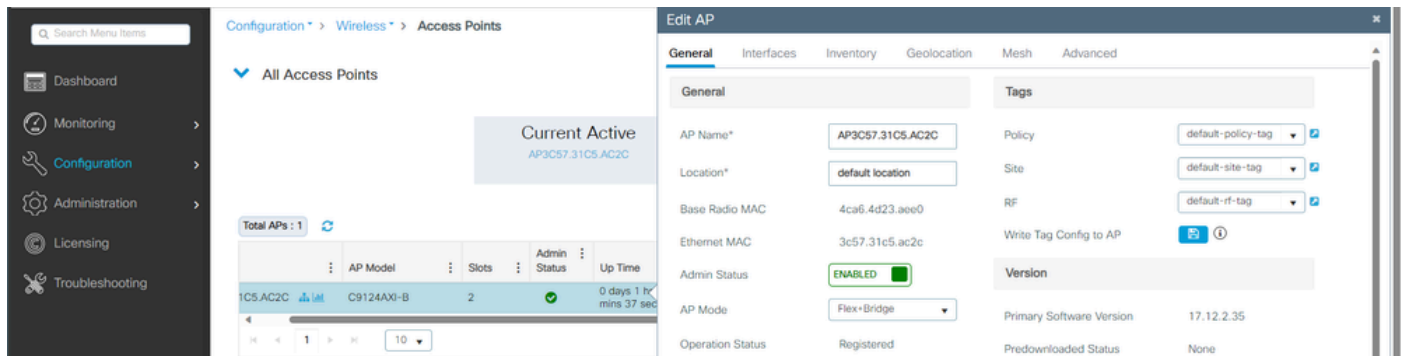 Search Menu Items
Dashboard
Monitoring
Configuration
Administration
Licensing
Troubleshooting
Configuration > Wireless > Access Points
All Access Points
Current Active
AP3C57.31C5.AC2C
Total APs : 1
AP Model Slots Admin Status Up Time
1C5.AC2C C9124AXI-B 2 0 days 1
mins 37 sec
1 10
Edit AP
General Interfaces Inventory Geolocation Mesh Advanced
General
AP Name* AP3C57.31C5.AC2C
Location* default location
Base Radio MAC 4ca6.4d23.aee0
Ethernet MAC 3c57.31c5.ac2c
Admin Status ENABLED
AP Mode Flex+Bridge
Operation Status Registered
Tags
Policy default-policy-tag
Site default-site-tag
RF default-rf-tag
Write Tag Config to AP
Version
Primary Software Version 17.12.2.35
Predownloaded Status None